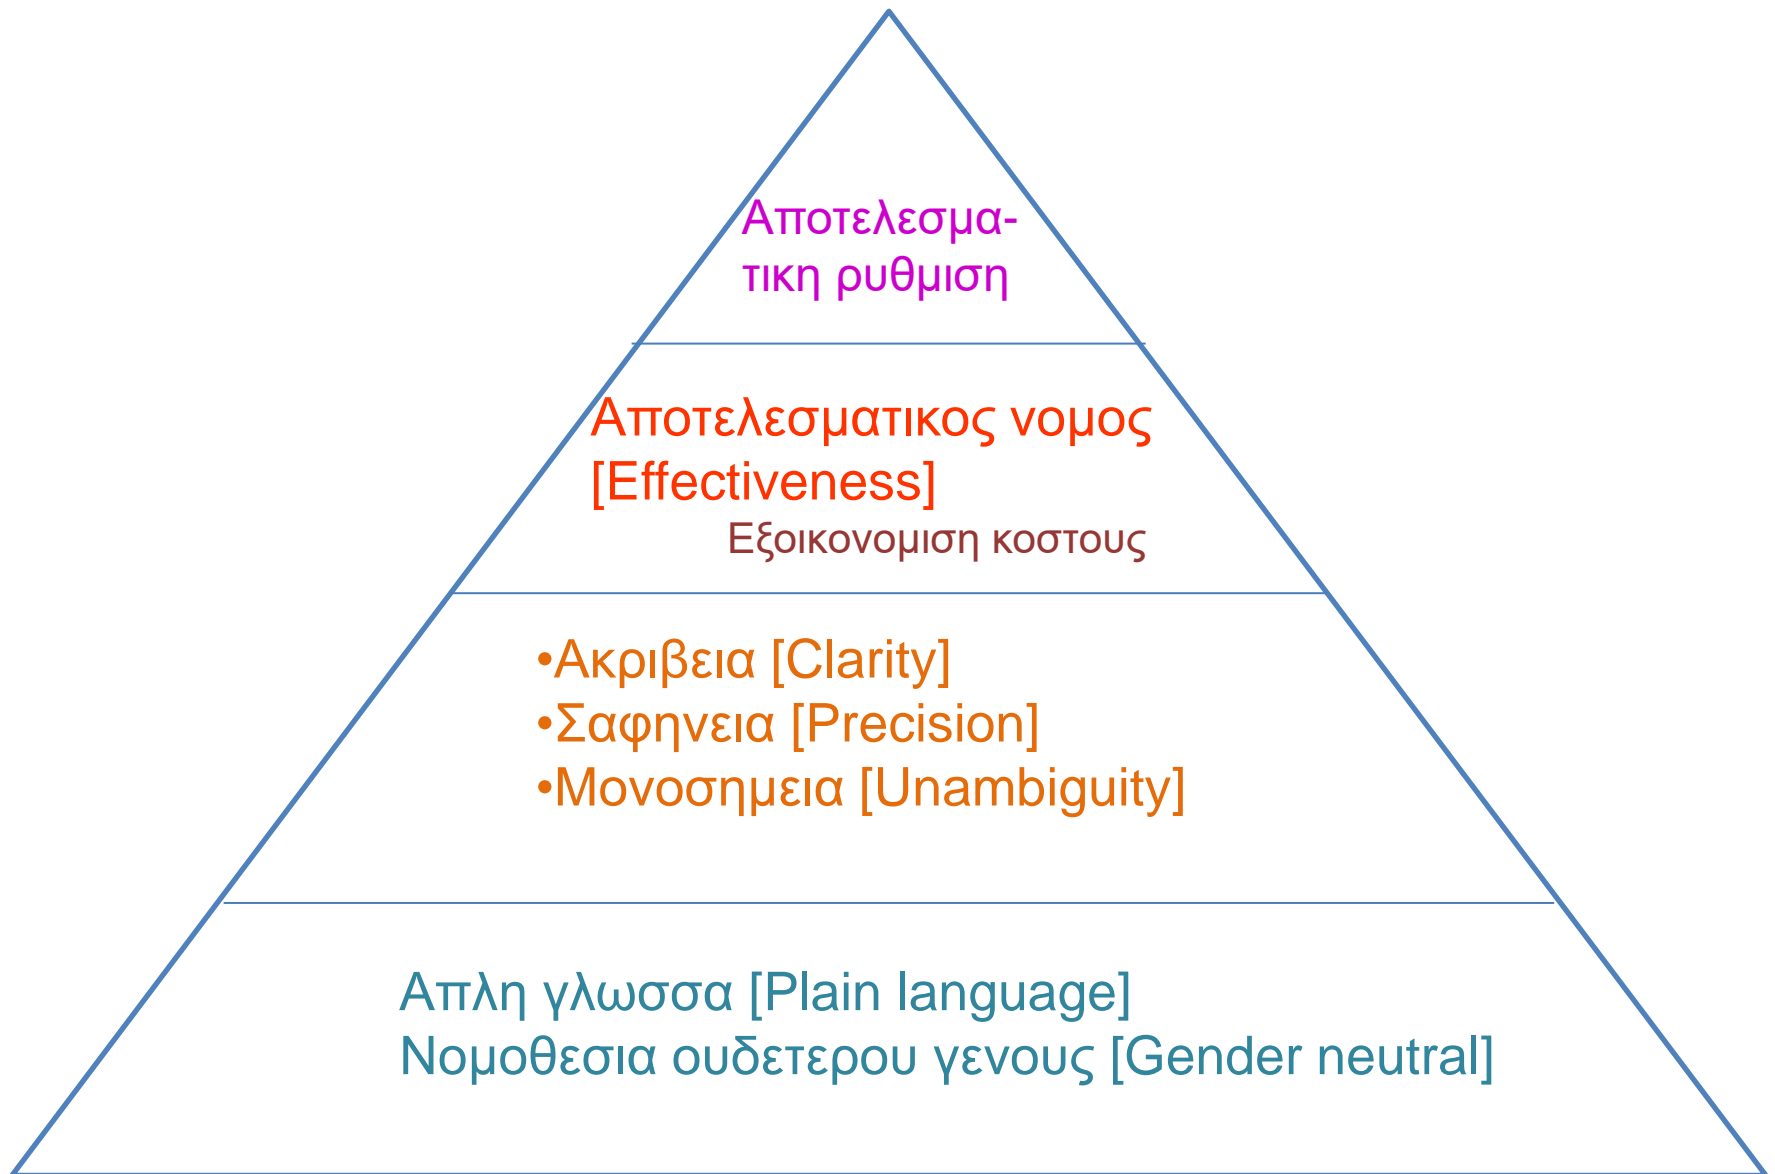 Αποτελεσμα-
τικη ρυθμιση
Αποτελεσματικος νομος
[Effectiveness]
Εξοικονομιση κοστους
•Ακριβεια [Clarity]
•Σαφηνεια [Precision]
•Μονοσημεια [Unambiguity]
Απλη γλωσσα [Plain language]
Νομοθεσια ουδετερου γενους [Gender neutral]